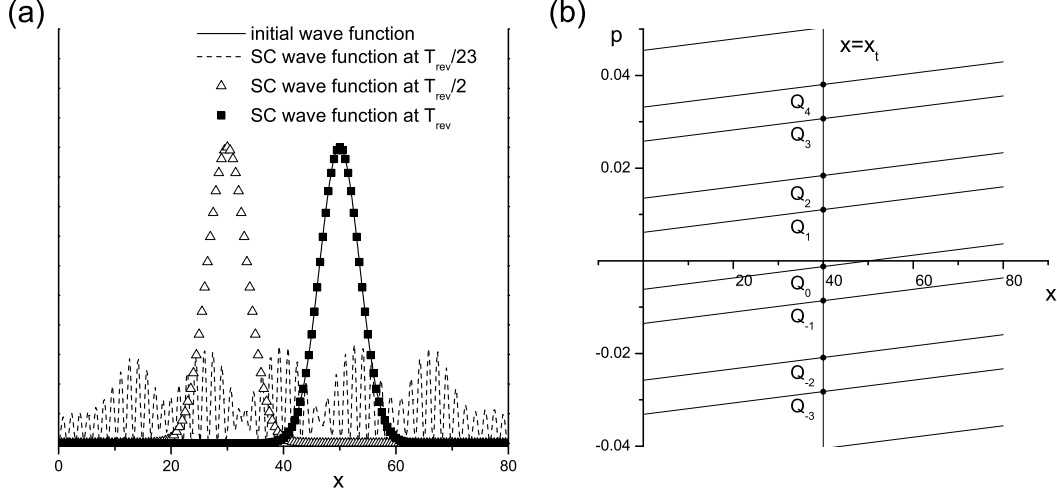 (a)
initial wave function
SC wave function at T_rev/23
SC wave function at T_rev/2
SC wave function at T_rev
0 20 40 60 80
x
(b)
p
x=x_t
0.04
Q_4
Q_3
0.02
Q_2
Q_1
20 40 60 80
x
Q_0
Q_-1
-0.02
Q_-2
Q_-3
-0.04